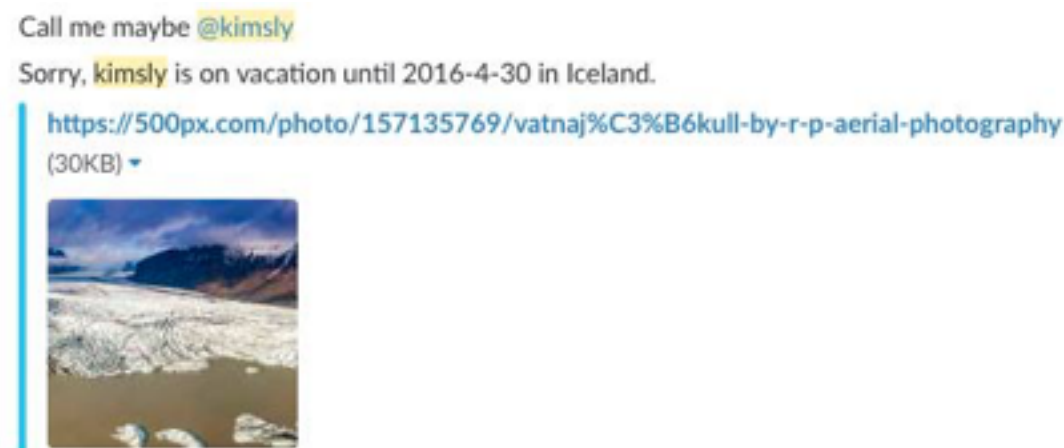 Call me maybe @kimsly
Sorry, kimsly is on vacation until 2016-4-30 in Iceland.
https://500px.com/photo/157135769/vatnaj%C3%B6kull-by-r-p-aerial-photography
(30KB)